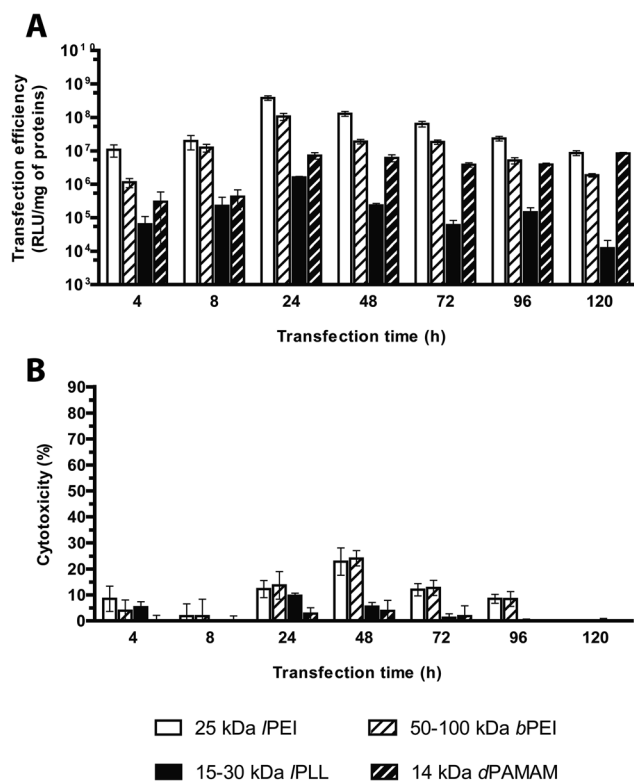 A
Transfection efficiency
(RLU/mg of proteins)
10^10
10^9
10^8
10^7
10^6
10^5
10^4
10^3
4 8 24 48 72 96 120
Transfection time (h)
B
Cytotoxicity (%)
90
80
70
60
50
40
30
20
10
0
4 8 24 48 72 96 120
Transfection time (h)
25 kDa lPEI 50-100 kDa bPEI
15-30 kDa lPLL 14 kDa dPAMAM